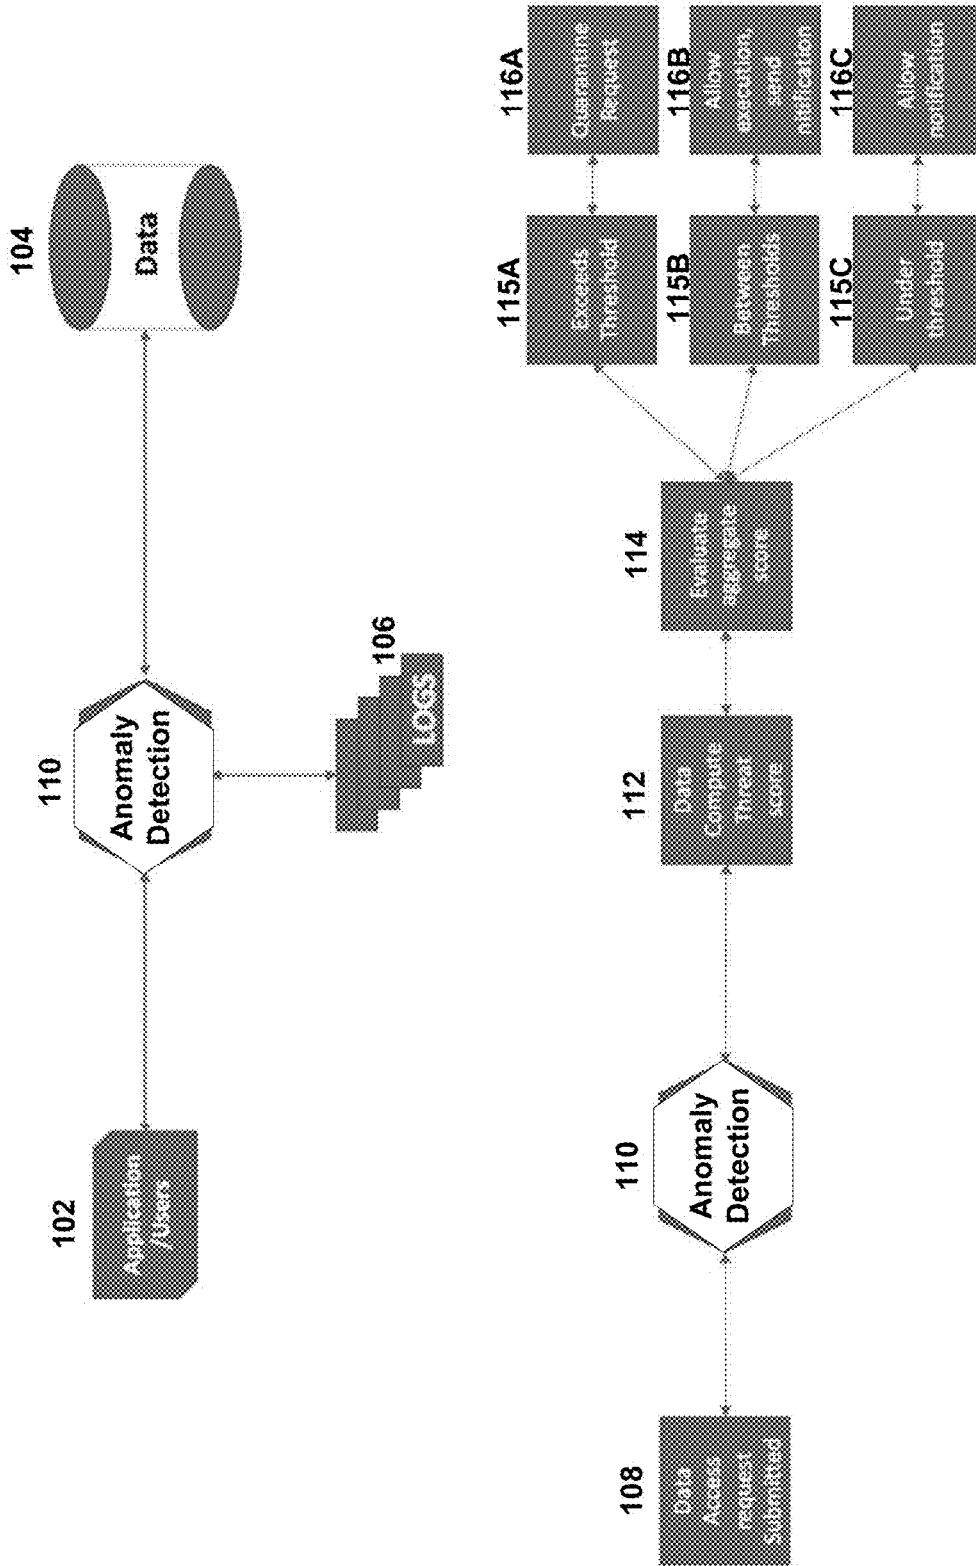 102
Application
/Users
110
Anomaly
Detection
106
LOGS
104
Data
108
Data
Access
request
Submitted
110
Anomaly
Detection
112
Data
Compute
Threat
score
114
Evaluate
aggregate
score
115A
Exceeds
Threshold
116A
Quarantine
Request
115B
Between
Thresholds
116B
Allow
execution,
send
notification
115C
Under
threshold
116C
Allow
notification